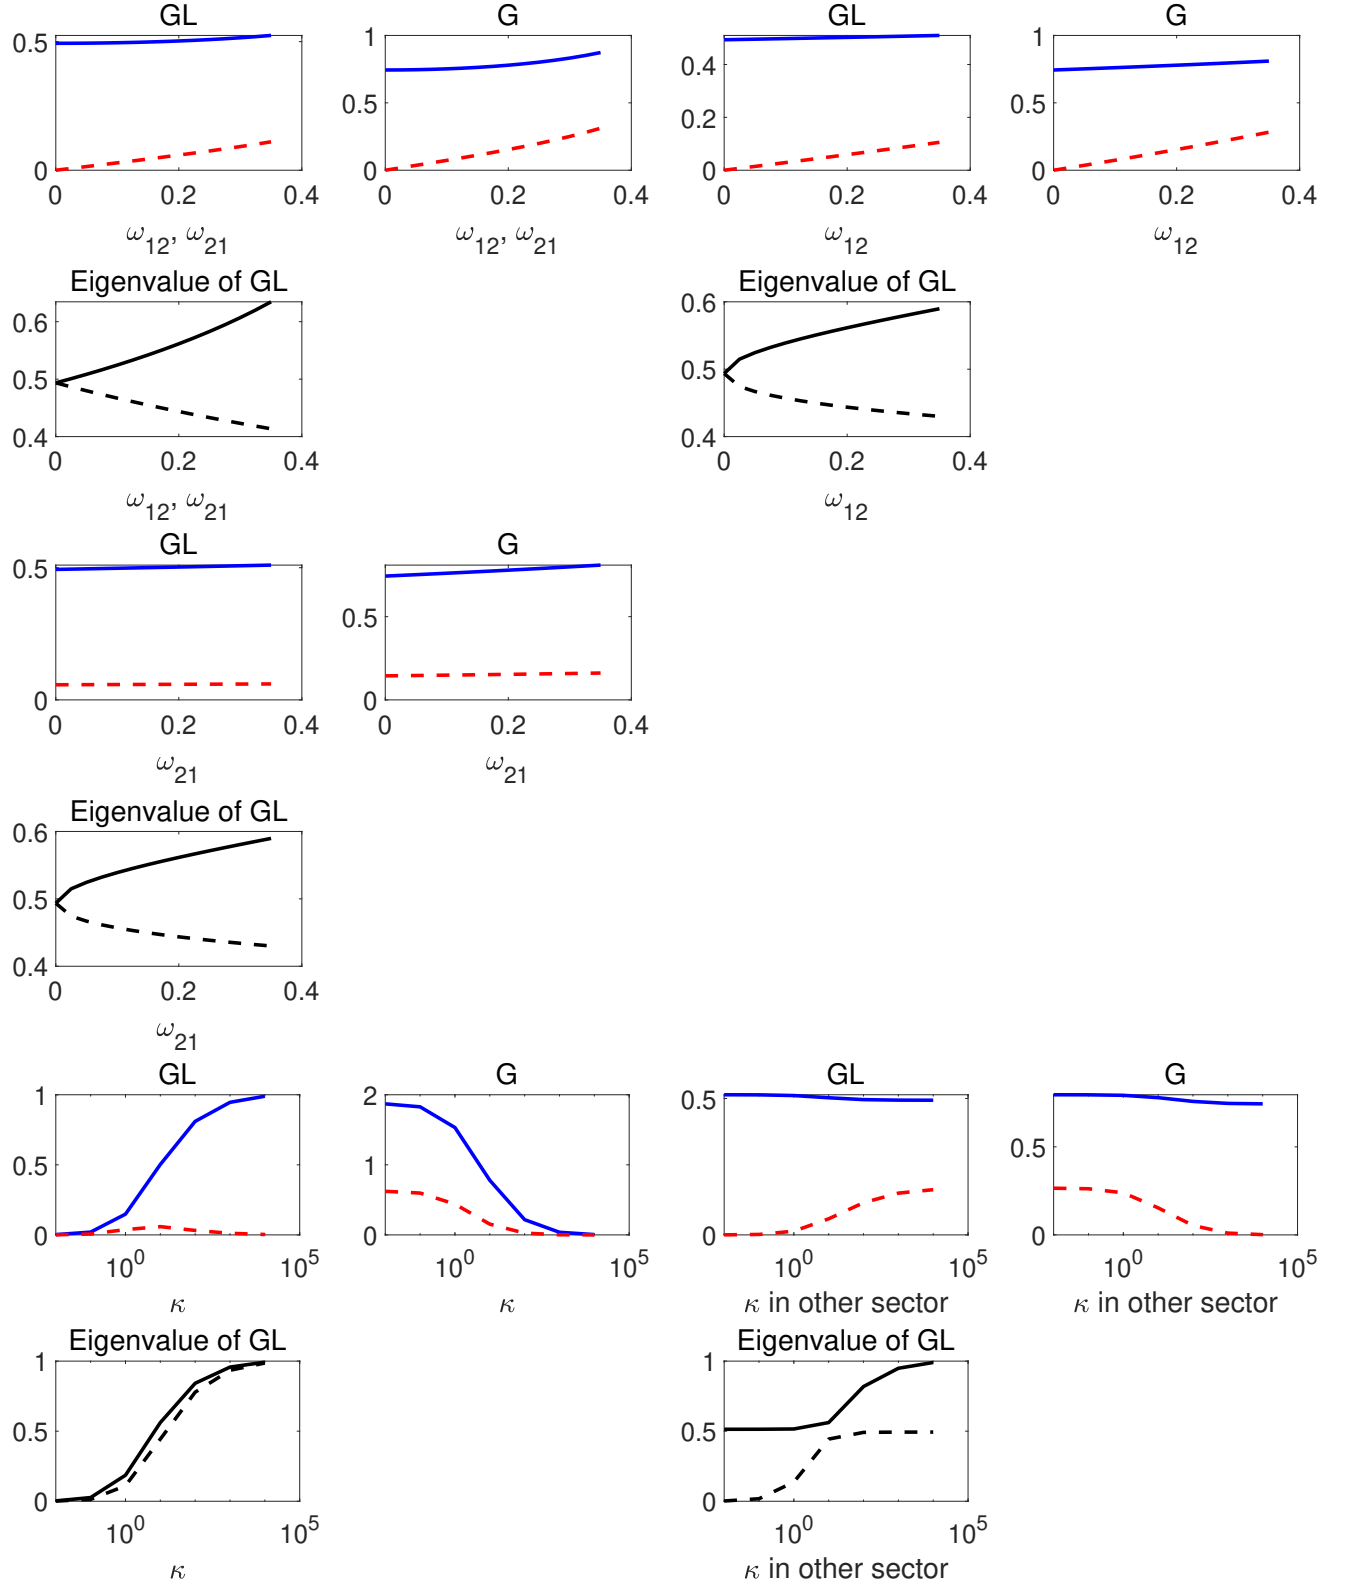 GL G GL G
0.5 1 0.4 1
0.5 0.2 0.5
0 0 0 0
0 0.2 0.4 0 0.2 0.4 0 0.2 0.4 0 0.2 0.4
ω12, ω21 ω12, ω21 ω12 ω12
Eigenvalue of GL Eigenvalue of GL
0.6 0.6
0.5 0.5
0.4 0.4
0 0.2 0.4 0 0.2 0.4
ω12, ω21 ω12
GL G
0.5 0.5
0 0
0 0.2 0.4 0 0.2 0.4
ω21 ω21
Eigenvalue of GL
0.6
0.5
0.4
0 0.2 0.4
ω21
GL G GL G
1 2 0.5 0.5
0.5 1
0 0 0 0
10^0 10^5 10^0 10^5 10^0 10^5 10^0 10^5
κ κ κ in other sector κ in other sector
Eigenvalue of GL Eigenvalue of GL
1 1
0.5 0.5
0 0
10^0 10^5 10^0 10^5
κ κ in other sector